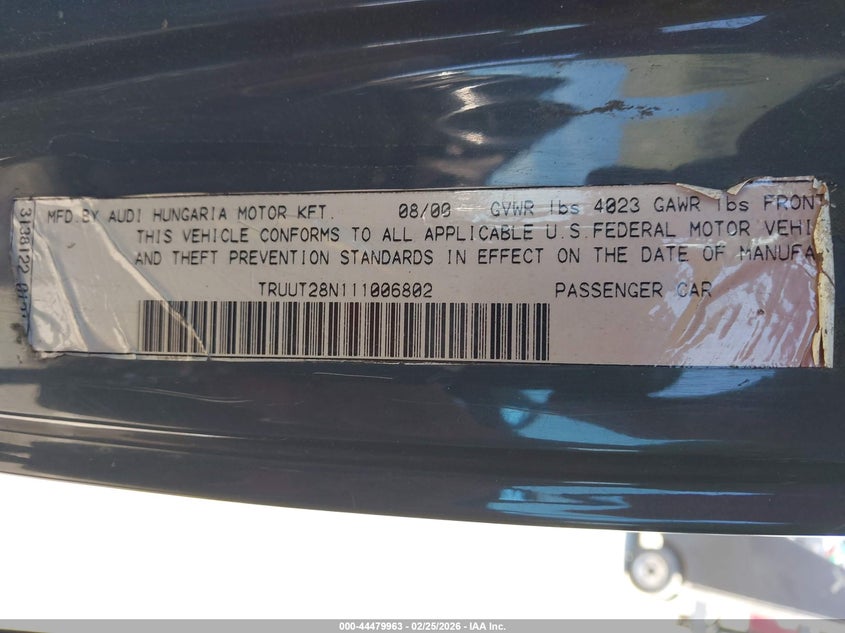 MFD.BY AUDI HUNGARIA MOTOR KFT. 08/00 GVWR lbs 4023 GAWR lbs FRONT
THIS VEHICLE CONFORMS TO ALL APPLICABLE U.S.FEDERAL MOTOR VEHI
AND THEFT PREVENTION STANDARDS IN EFFECT ON THE DATE OF MANUFA
TRUUT28N111006802 PASSENGER CAR
000-44479963 - 02/25/2026 - IAA Inc.